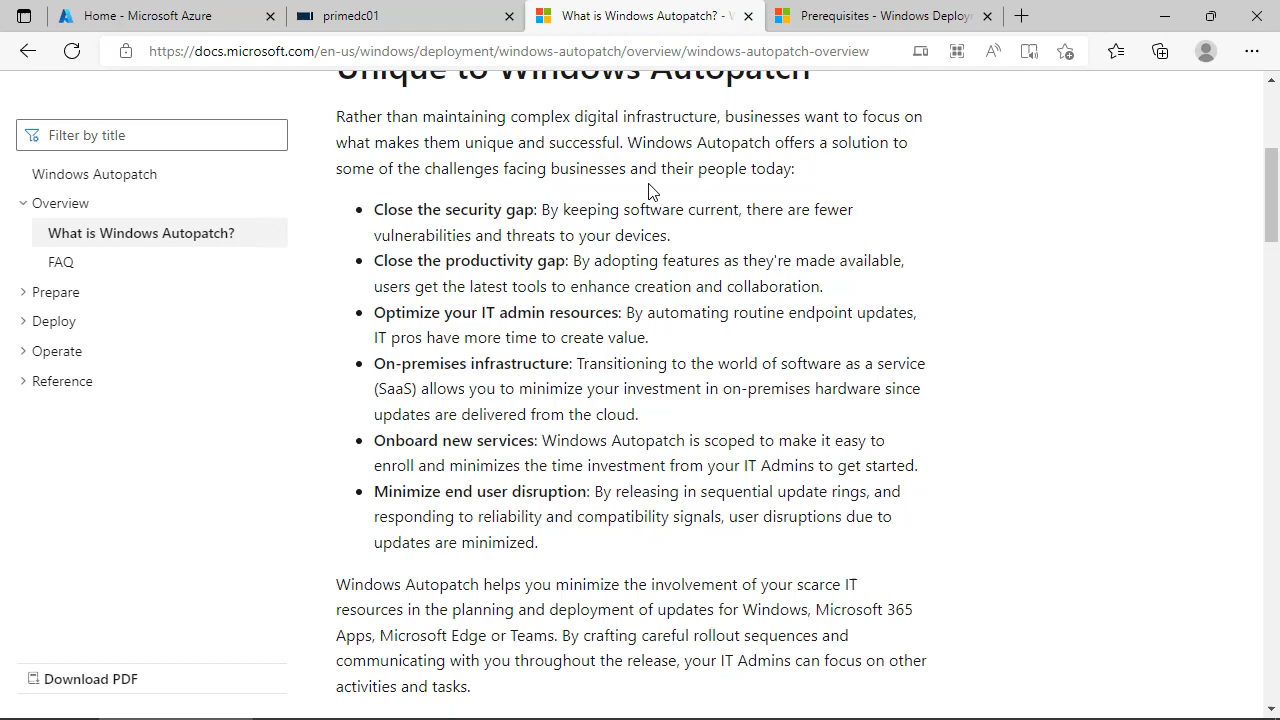 Home - Microsoft Azure
primedc01
What is Windows Autopatch? - W
Prerequisites - Windows Deploym
https://docs.microsoft.com/en-us/windows/deployment/windows-autopatch/overview/windows-autopatch-overview
Unique to Windows Autopatch
Filter by title
Windows Autopatch
Overview
What is Windows Autopatch?
FAQ
Prepare
Deploy
Operate
Reference
Download PDF
Rather than maintaining complex digital infrastructure, businesses want to focus on
what makes them unique and successful. Windows Autopatch offers a solution to
some of the challenges facing businesses and their people today:
• Close the security gap: By keeping software current, there are fewer
vulnerabilities and threats to your devices.
• Close the productivity gap: By adopting features as they're made available,
users get the latest tools to enhance creation and collaboration.
• Optimize your IT admin resources: By automating routine endpoint updates,
IT pros have more time to create value.
• On-premises infrastructure: Transitioning to the world of software as a service
(SaaS) allows you to minimize your investment in on-premises hardware since
updates are delivered from the cloud.
• Onboard new services: Windows Autopatch is scoped to make it easy to
enroll and minimizes the time investment from your IT Admins to get started.
• Minimize end user disruption: By releasing in sequential update rings, and
responding to reliability and compatibility signals, user disruptions due to
updates are minimized.
Windows Autopatch helps you minimize the involvement of your scarce IT
resources in the planning and deployment of updates for Windows, Microsoft 365
Apps, Microsoft Edge or Teams. By crafting careful rollout sequences and
communicating with you throughout the release, your IT Admins can focus on other
activities and tasks.